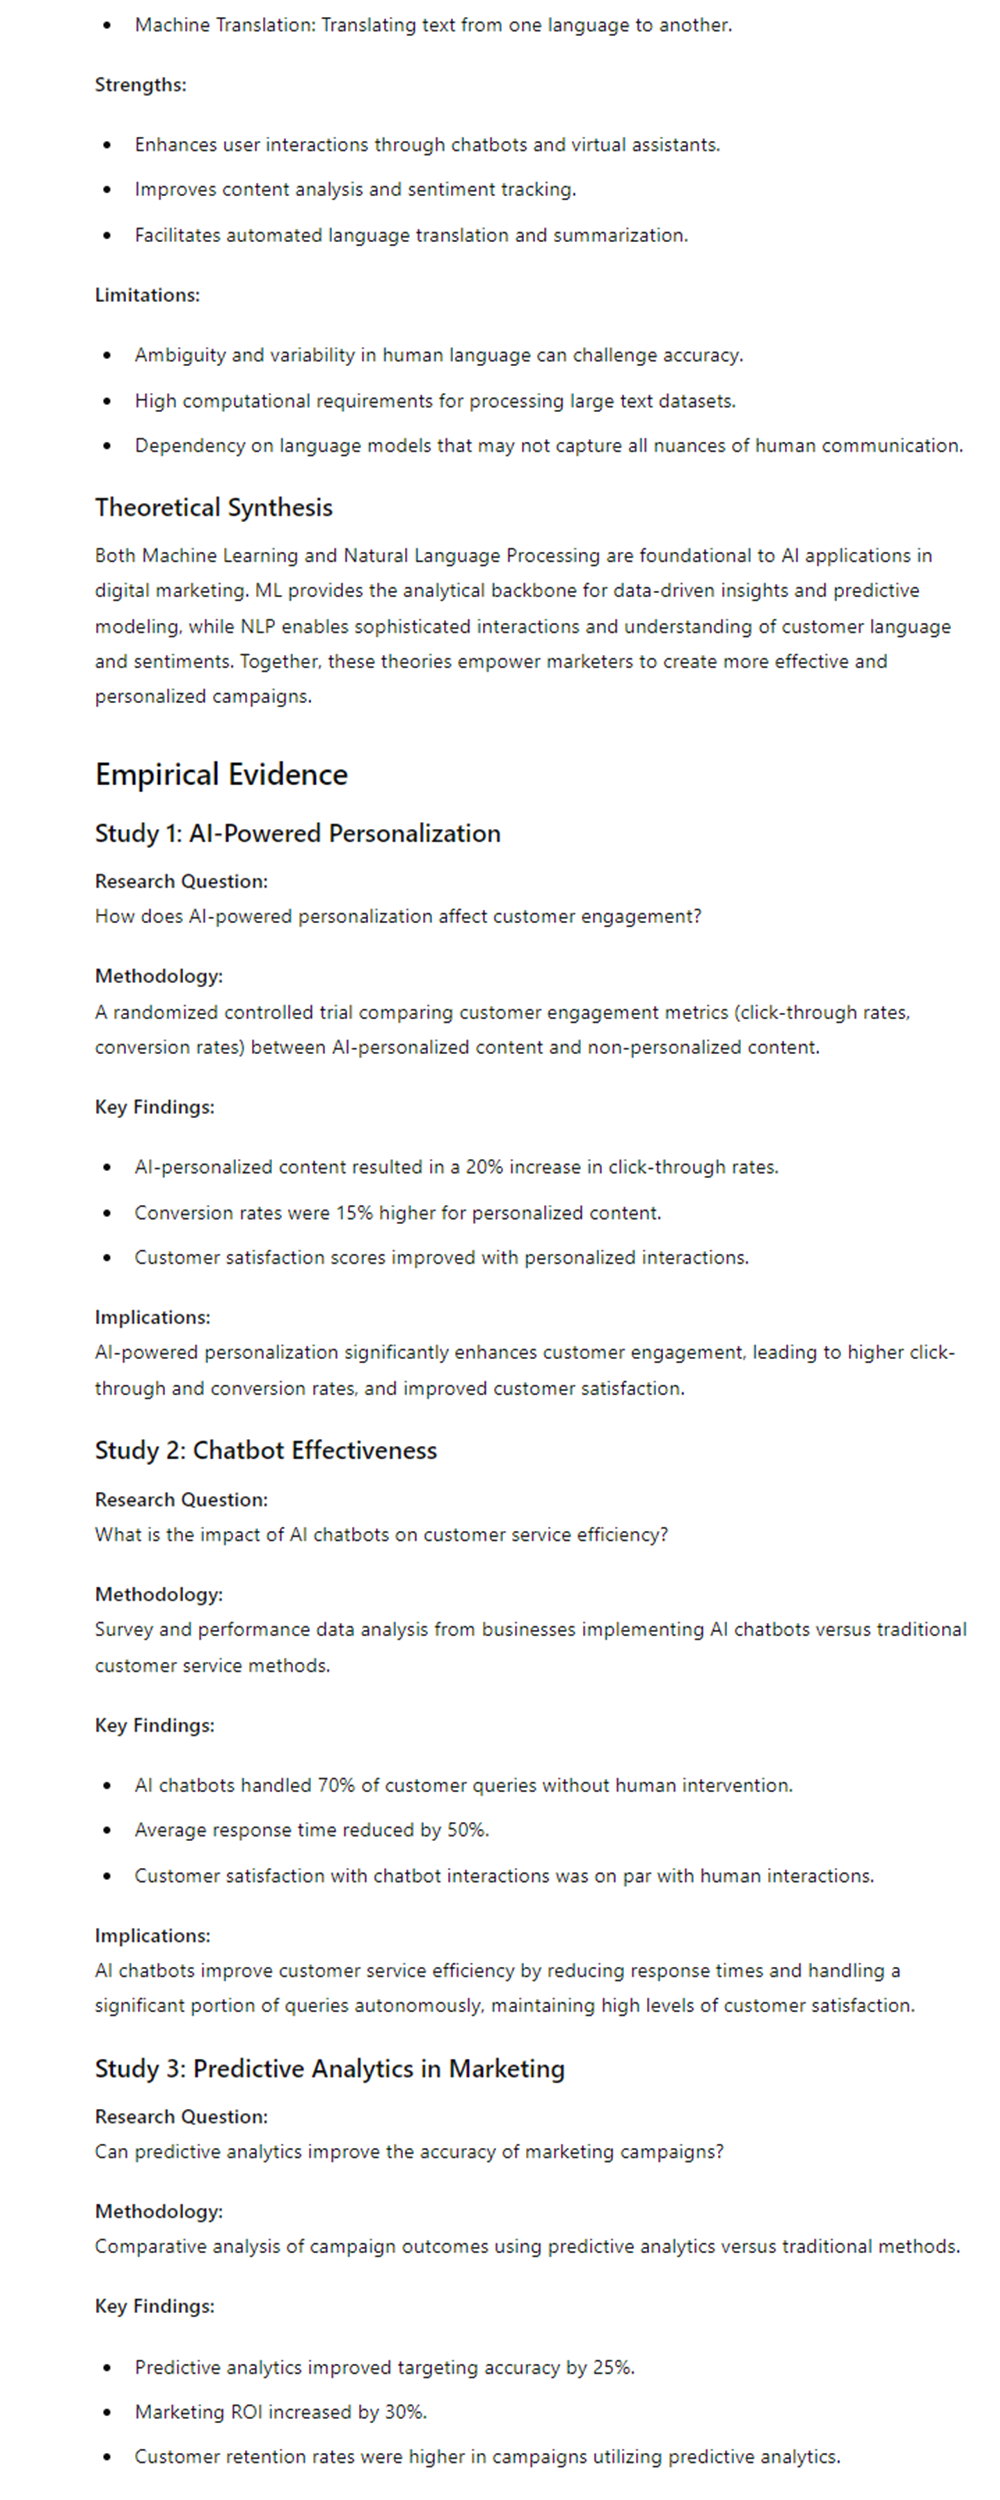 • Machine Translation: Translating text from one language to another.
Strengths:
• Enhances user interactions through chatbots and virtual assistants.
• Improves content analysis and sentiment tracking.
• Facilitates automated language translation and summarization.
Limitations:
• Ambiguity and variability in human language can challenge accuracy.
• High computational requirements for processing large text datasets.
• Dependency on language models that may not capture all nuances of human communication.
Theoretical Synthesis
Both Machine Learning and Natural Language Processing are foundational to AI applications in
digital marketing. ML provides the analytical backbone for data-driven insights and predictive
modeling, while NLP enables sophisticated interactions and understanding of customer language
and sentiments. Together, these theories empower marketers to create more effective and
personalized campaigns.
Empirical Evidence
Study 1: AI-Powered Personalization
Research Question:
How does AI-powered personalization affect customer engagement?
Methodology:
A randomized controlled trial comparing customer engagement metrics (click-through rates,
conversion rates) between AI-personalized content and non-personalized content.
Key Findings:
• AI-personalized content resulted in a 20% increase in click-through rates.
• Conversion rates were 15% higher for personalized content.
• Customer satisfaction scores improved with personalized interactions.
Implications:
AI-powered personalization significantly enhances customer engagement, leading to higher click-
through and conversion rates, and improved customer satisfaction.
Study 2: Chatbot Effectiveness
Research Question:
What is the impact of AI chatbots on customer service efficiency?
Methodology:
Survey and performance data analysis from businesses implementing AI chatbots versus traditional
customer service methods.
Key Findings:
• AI chatbots handled 70% of customer queries without human intervention.
• Average response time reduced by 50%.
• Customer satisfaction with chatbot interactions was on par with human interactions.
Implications:
AI chatbots improve customer service efficiency by reducing response times and handling a
significant portion of queries autonomously, maintaining high levels of customer satisfaction.
Study 3: Predictive Analytics in Marketing
Research Question:
Can predictive analytics improve the accuracy of marketing campaigns?
Methodology:
Comparative analysis of campaign outcomes using predictive analytics versus traditional methods.
Key Findings:
• Predictive analytics improved targeting accuracy by 25%.
• Marketing ROI increased by 30%.
• Customer retention rates were higher in campaigns utilizing predictive analytics.